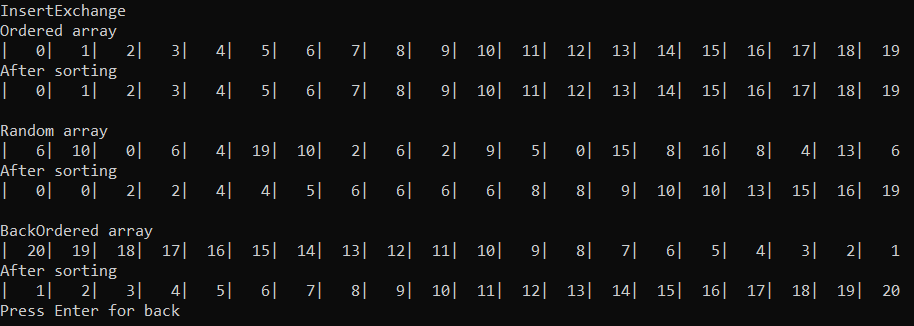 InsertExchange
Ordered array
|   0|   1|   2|   3|   4|   5|   6|   7|   8|   9|  10|  11|  12|  13|  14|  15|  16|  17|  18|  19
After sorting
|   0|   1|   2|   3|   4|   5|   6|   7|   8|   9|  10|  11|  12|  13|  14|  15|  16|  17|  18|  19
Random array
|   6|  10|   0|   6|   4|  19|  10|   2|   6|   2|   9|   5|   0|  15|   8|  16|   8|   4|  13|   6
After sorting
|   0|   0|   2|   2|   4|   4|   5|   6|   6|   6|   6|   8|   8|   9|  10|  10|  13|  15|  16|  19
BackOrdered array
|  20|  19|  18|  17|  16|  15|  14|  13|  12|  11|  10|   9|   8|   7|   6|   5|   4|   3|   2|   1
After sorting
|   1|   2|   3|   4|   5|   6|   7|   8|   9|  10|  11|  12|  13|  14|  15|  16|  17|  18|  19|  20
Press Enter for back